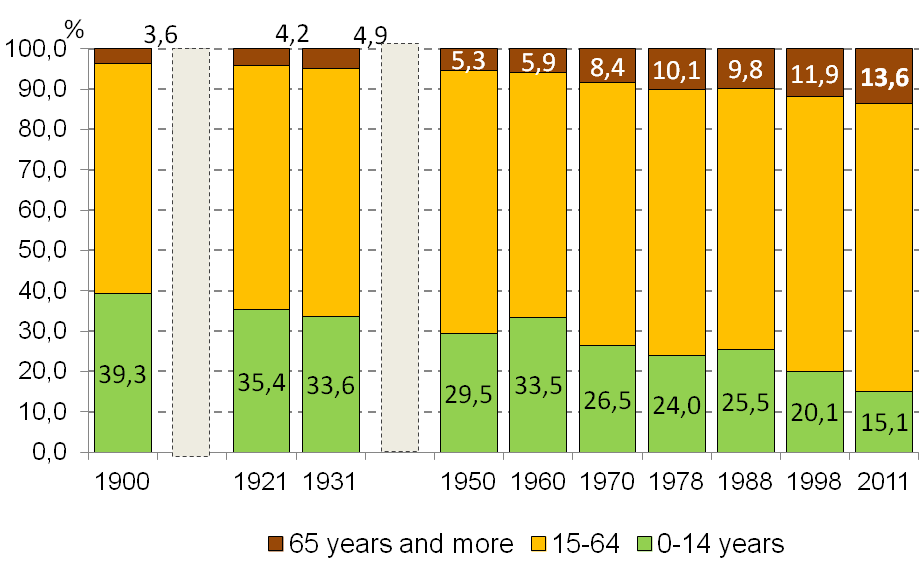 %
3,6 4,2 4,9
100,0
90,0
80,0
70,0
60,0
50,0
40,0
30,0
20,0
10,0
0,0
5,3 5,9 8,4 10,1 9,8 11,9 13,6
39,3 35,4 33,6 29,5 33,5 26,5 24,0 25,5 20,1 15,1
1900 1921 1931 1950 1960 1970 1978 1988 1998 2011
65 years and more 15-64 0-14 years